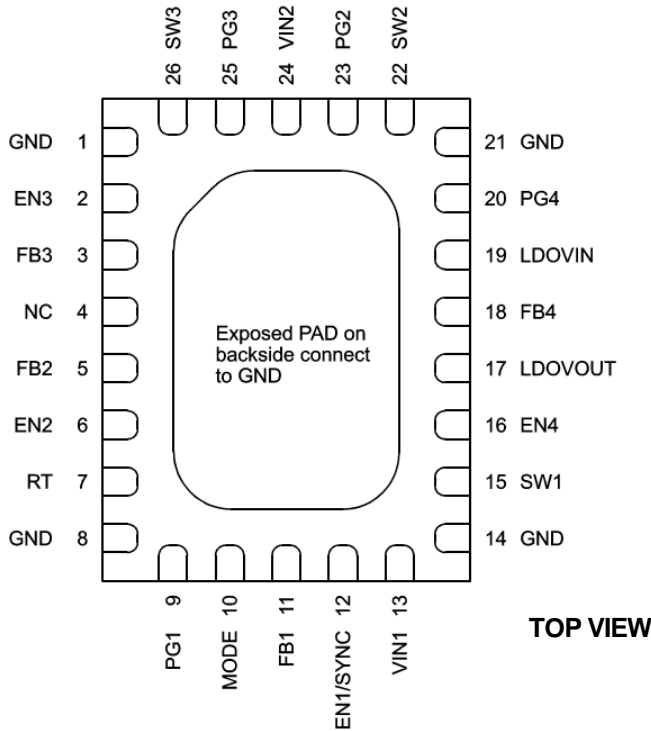 26 SW3
25 PG3
24 VIN2
23 PG2
22 SW2
GND 1
EN3 2
FB3 3
NC 4
FB2 5
EN2 6
RT 7
GND 8
21 GND
20 PG4
19 LDOVIN
18 FB4
17 LDOVOUT
16 EN4
15 SW1
14 GND
Exposed PAD on
backside connect
to GND
PG1 9
MODE 10
FB1 11
EN1/SYNC 12
VIN1 13
TOP VIEW